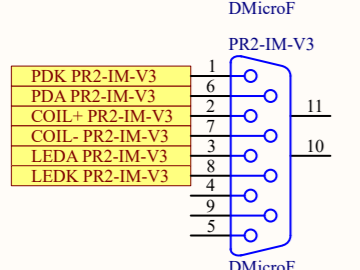 DMicroF
PR2-IM-V3
PDK PR2-IM-V3 1
PDA PR2-IM-V3 6
COIL+ PR2-IM-V3 2
11
COIL- PR2-IM-V3 7
LEDA PR2-IM-V3 3
10
LEDK PR2-IM-V3 8
4
9
5
DMicroF